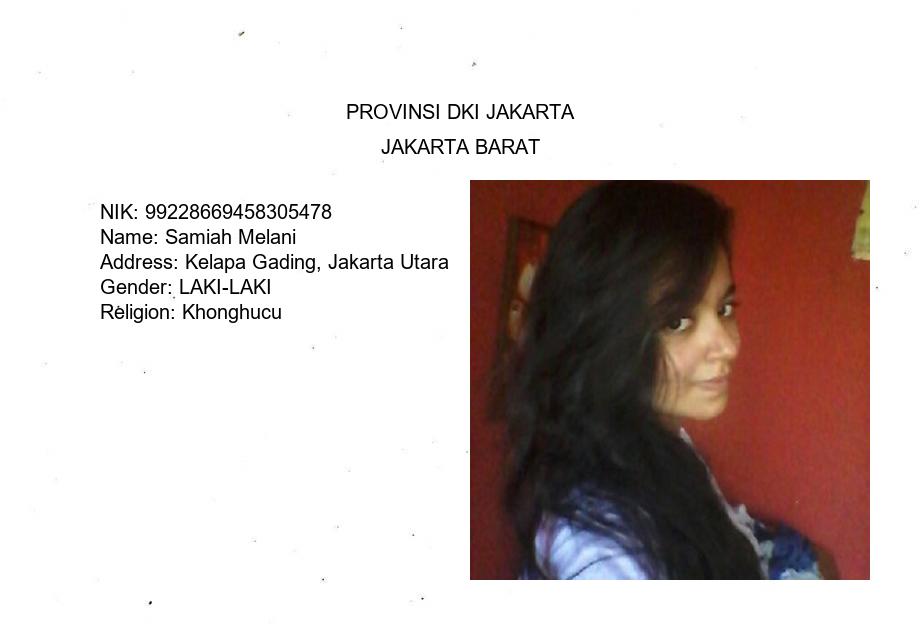 PROVINSI DKI JAKARTA
JAKARTA BARAT
NIK: 99228669458305478
Name: Samiah Melani
Address: Kelapa Gading, Jakarta Utara
Gender: LAKI-LAKI
Religion: Khonghucu